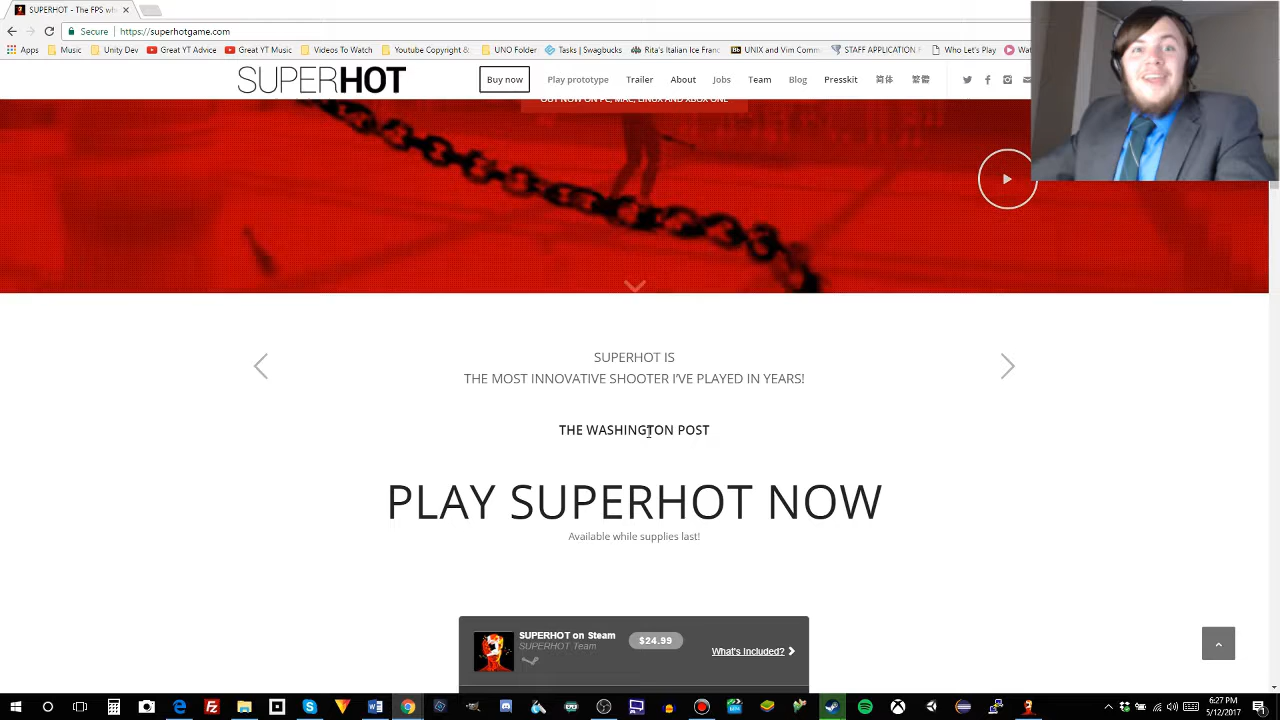 SUPERHOT - The FPS wh
Secure | https://superhotgame.com
Apps Music Unity Dev Great YT Advice Great YT Music Videos To Watch Youtube Copyright UNO Folder Tasks | Swagbucks Rita's Italian Ice Franc UNIX and Vim Comm STAFF APPLICATION F Who Let's Play Wat
SUPERHOT Buy now Play prototype Trailer About Jobs Team Blog Presskit 简体 繁體
OUT NOW ON PC, MAC, LINUX AND XBOX ONE
SUPERHOT IS
THE MOST INNOVATIVE SHOOTER I'VE PLAYED IN YEARS!
THE WASHINGTON POST
PLAY SUPERHOT NOW
Available while supplies last!
SUPERHOT on Steam $24.99
SUPERHOT Team
What's Included?
6:27 PM
5/12/2017